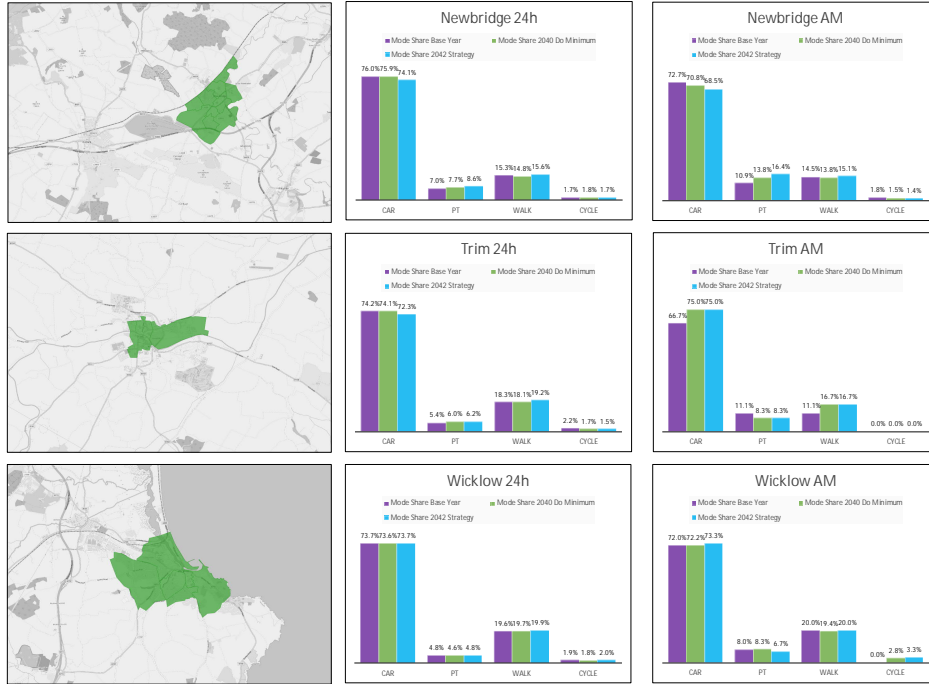 Newbridge 24h
Mode Share Base Year Mode Share 2040 Do Minimum
Mode Share 2042 Strategy
76.0% 75.9% 74.1%
7.0% 7.7% 8.6%
15.3% 14.8% 15.6%
1.7% 1.8% 1.7%
CAR PT WALK CYCLE
Newbridge AM
Mode Share Base Year Mode Share 2040 Do Minimum
Mode Share 2042 Strategy
72.7% 70.8% 68.5%
10.9% 13.8% 16.4%
14.5% 13.8% 15.1%
1.8% 1.5% 1.4%
CAR PT WALK CYCLE
Trim 24h
Mode Share Base Year Mode Share 2040 Do Minimum
Mode Share 2042 Strategy
74.2% 74.1% 72.3%
5.4% 6.0% 6.2%
18.3% 18.1% 19.2%
2.2% 1.7% 1.5%
CAR PT WALK CYCLE
Trim AM
Mode Share Base Year Mode Share 2040 Do Minimum
Mode Share 2042 Strategy
66.7% 75.0% 75.0%
11.1% 8.3% 8.3%
11.1% 16.7% 16.7%
0.0% 0.0% 0.0%
CAR PT WALK CYCLE
Wicklow 24h
Mode Share Base Year Mode Share 2040 Do Minimum
Mode Share 2042 Strategy
73.7% 73.6% 73.7%
4.8% 4.6% 4.8%
19.6% 19.7% 19.9%
1.9% 1.8% 2.0%
CAR PT WALK CYCLE
Wicklow AM
Mode Share Base Year Mode Share 2040 Do Minimum
Mode Share 2042 Strategy
72.0% 72.2% 73.3%
8.0% 8.3% 6.7%
20.0% 19.4% 20.0%
0.0% 2.8% 3.3%
CAR PT WALK CYCLE